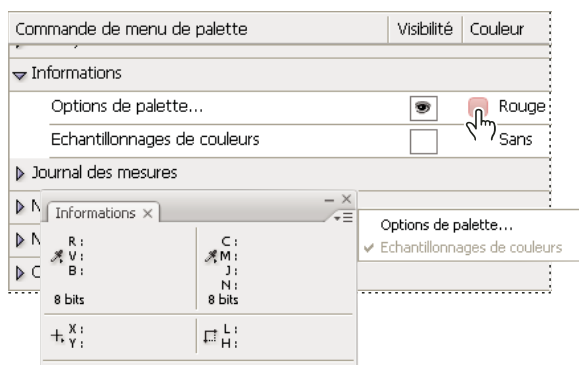 Commande de menu de palette Visibilité Couleur
Informations
Options de palette... Rouge
Echantillonnages de couleurs Sans
Journal des mesures
N
N
C
Informations
R :
V :
B :
8 bits
C :
M :
J :
N :
8 bits
X :
Y :
L :
H :
Options de palette...
Echantillonnages de couleurs